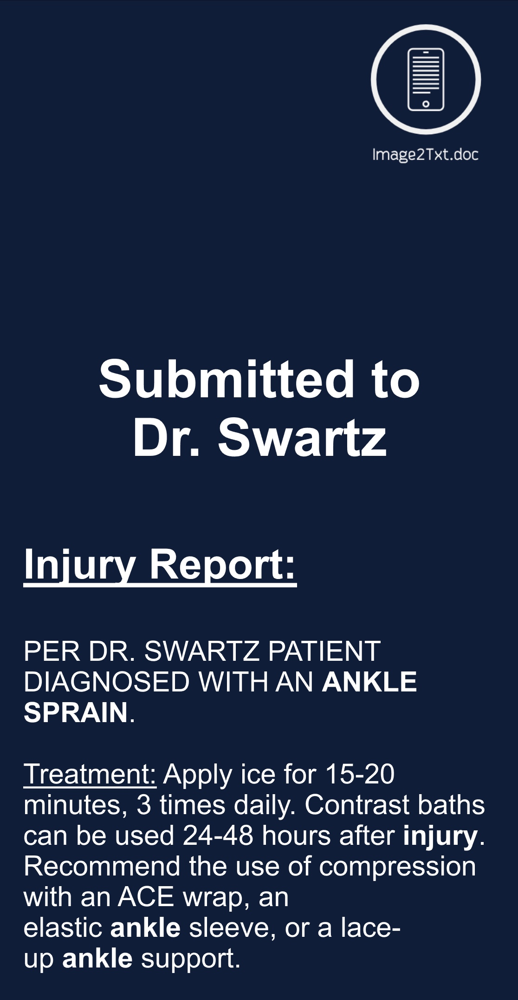 Image2Txt.doc
Submitted to
Dr. Swartz
Injury Report:
PER DR. SWARTZ PATIENT
DIAGNOSED WITH AN ANKLE
SPRAIN.
Treatment: Apply ice for 15-20
minutes, 3 times daily. Contrast baths
can be used 24-48 hours after injury.
Recommend the use of compression
with an ACE wrap, an
elastic ankle sleeve, or a lace-
up ankle support.